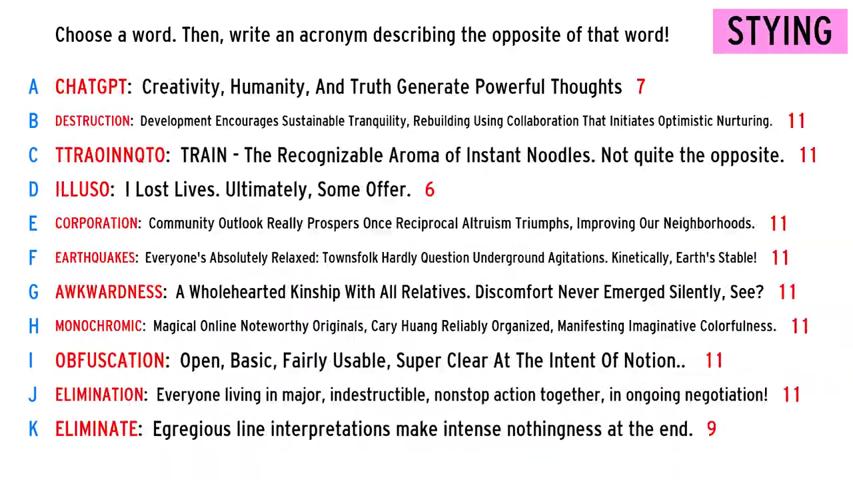 Choose a word. Then, write an acronym describing the opposite of that word!
STYING
A CHATGPT: Creativity, Humanity, And Truth Generate Powerful Thoughts 7
B DESTRUCTION: Development Encourages Sustainable Tranquility, Rebuilding Using Collaboration That Initiates Optimistic Nurturing. 11
C TTRAOINNQTO: TRAIN - The Recognizable Aroma of Instant Noodles. Not quite the opposite. 11
D ILLUSO: I Lost Lives. Ultimately, Some Offer. 6
E CORPORATION: Community Outlook Really Prospers Once Reciprocal Altruism Triumphs, Improving Our Neighborhoods. 11
F EARTHQUAKES: Everyone's Absolutely Relaxed: Townsfolk Hardly Question Underground Agitations. Kinetically, Earth's Stable! 11
G AWKWARDNESS: A Wholehearted Kinship With All Relatives. Discomfort Never Emerged Silently, See? 11
H MONOCHROMIC: Magical Online Noteworthy Originals, Cary Huang Reliably Organized, Manifesting Imaginative Colorfulness. 11
I OBFUSCATION: Open, Basic, Fairly Usable, Super Clear At The Intent Of Notion.. 11
J ELIMINATION: Everyone living in major, indestructible, nonstop action together, in ongoing negotiation! 11
K ELIMINATE: Egregious line interpretations make intense nothingness at the end. 9